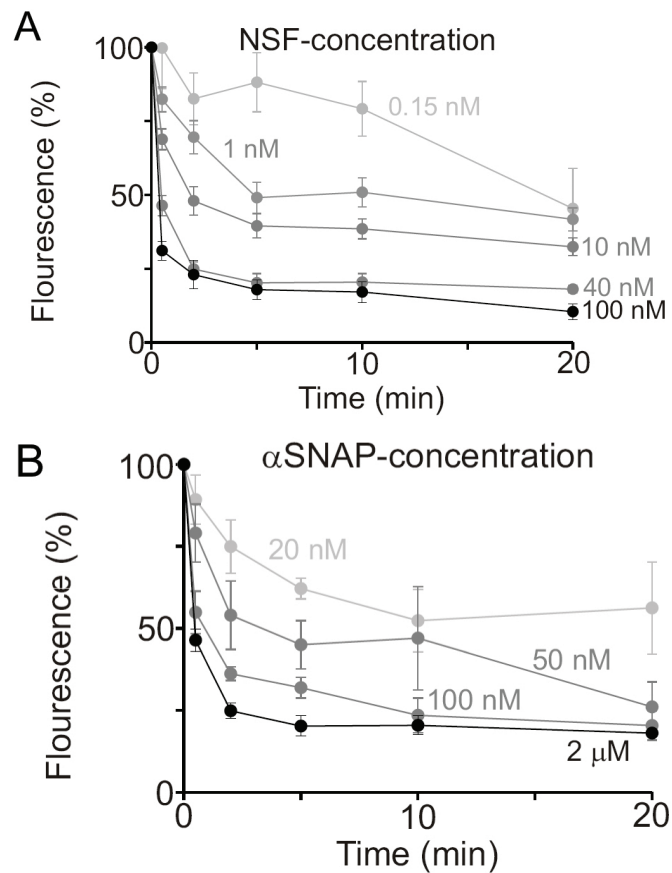 A
NSF-concentration
100
50
0
Flourescence (%)
0.15 nM
1 nM
10 nM
40 nM
100 nM
0
10
20
Time (min)
B
αSNAP-concentration
100
50
0
Flourescence (%)
20 nM
50 nM
100 nM
2 μM
0
10
20
Time (min)